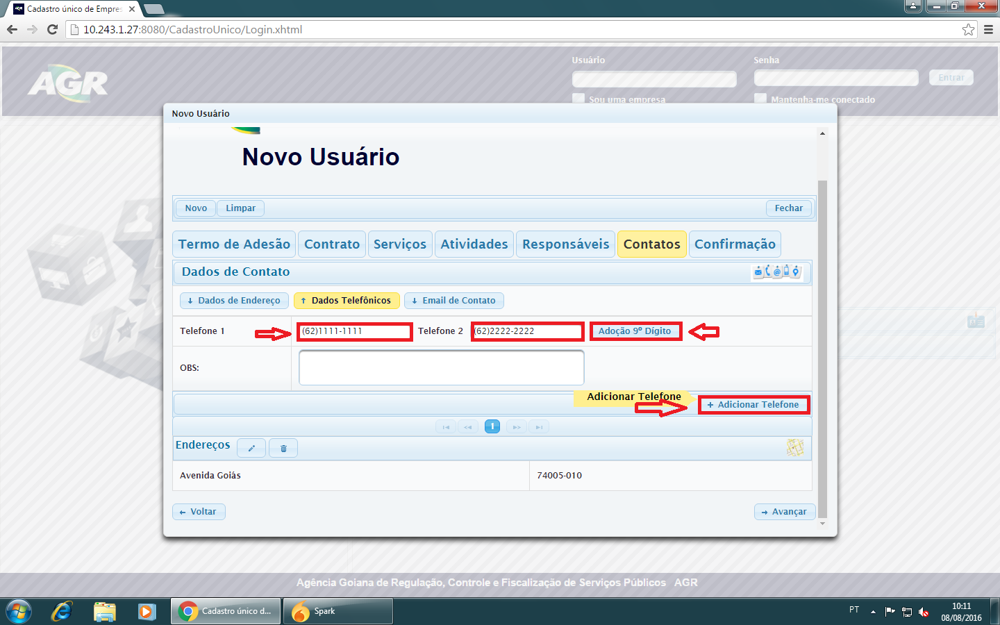 Cadastro único de Empres
10.243.1.27:8080/CadastroUnico/Login.xhtml
AGR
Usuário
Senha
Entrar
Sou uma empresa
Mantenha-me conectado
Novo Usuário
Novo Usuário
Novo
Limpar
Fechar
Termo de Adesão
Contrato
Serviços
Atividades
Responsáveis
Contatos
Confirmação
Dados de Contato
Dados de Endereço
Dados Telefônicos
Email de Contato
Telefone 1
(62)1111-1111
Telefone 2
(62)2222-2222
Adoção 9º Dígito
OBS:
Adicionar Telefone
+ Adicionar Telefone
1
Endereços
Avenida Goiás
74005-010
← Voltar
→ Avançar
Agência Goiana de Regulação, Controle e Fiscalização de Serviços Públicos AGR
Cadastro único d...
Spark
PT
10:11
08/08/2016